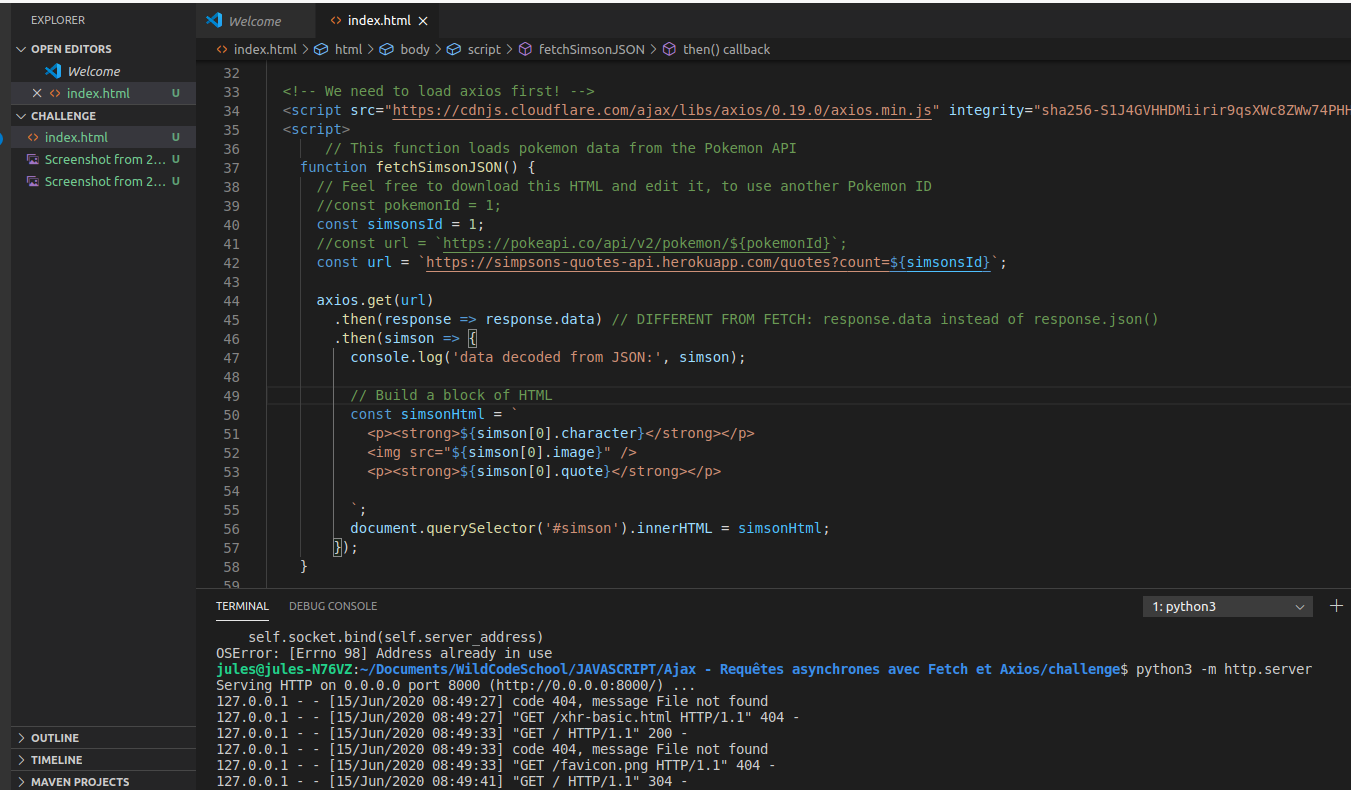 EXPLORER
OPEN EDITORS
Welcome
index.html U
CHALLENGE
index.html U
Screenshot from 2... U
Screenshot from 2... U
OUTLINE
TIMELINE
MAVEN PROJECTS
Welcome
index.html
index.html > html > body > script > fetchSimsonJSON > then() callback
32
33 <!-- We need to load axios first! -->
34 <script src="https://cdnjs.cloudflare.com/ajax/libs/axios/0.19.0/axios.min.js" integrity="sha256-S1J4GVHHDMiirir9qsXWc8ZWw74PHH
35 <script>
36 // This function loads pokemon data from the Pokemon API
37 function fetchSimsonJSON() {
38 // Feel free to download this HTML and edit it, to use another Pokemon ID
39 //const pokemonId = 1;
40 const simsonsId = 1;
41 //const url = `https://pokeapi.co/api/v2/pokemon/${pokemonId}`;
42 const url = `https://simpsons-quotes-api.herokuapp.com/quotes?count=${simsonsId}`;
43
44 axios.get(url)
45 .then(response => response.data) // DIFFERENT FROM FETCH: response.data instead of response.json()
46 .then(simson => {
47 console.log('data decoded from JSON:', simson);
48
49 // Build a block of HTML
50 const simsonHtml = `
51 <p><strong>${simson[0].character}</strong></p>
52 <img src="${simson[0].image}" />
53 <p><strong>${simson[0].quote}</strong></p>
54
55 `;
56 document.querySelector('#simson').innerHTML = simsonHtml;
57 });
58 }
59
TERMINAL DEBUG CONSOLE 1: python3
self.socket.bind(self.server_address)
OSError: [Errno 98] Address already in use
jules@jules-N76VZ:~/Documents/WildCodeSchool/JAVASCRIPT/Ajax - Requêtes asynchrones avec Fetch et Axios/challenge$ python3 -m http.server
Serving HTTP on 0.0.0.0 port 8000 (http://0.0.0.0:8000/) ...
127.0.0.1 - - [15/Jun/2020 08:49:27] code 404, message File not found
127.0.0.1 - - [15/Jun/2020 08:49:27] "GET /xhr-basic.html HTTP/1.1" 404 -
127.0.0.1 - - [15/Jun/2020 08:49:33] "GET / HTTP/1.1" 200 -
127.0.0.1 - - [15/Jun/2020 08:49:33] code 404, message File not found
127.0.0.1 - - [15/Jun/2020 08:49:33] "GET /favicon.png HTTP/1.1" 404 -
127.0.0.1 - - [15/Jun/2020 08:49:41] "GET / HTTP/1.1" 304 -